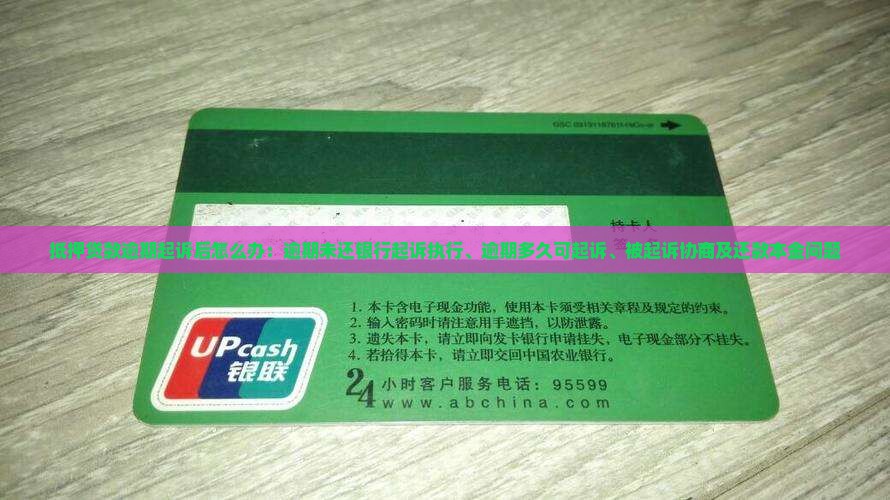 持卡人
抵押贷款逾期起诉后怎么办：逾期未还银行起诉执行、逾期多久可起诉、被起诉协商及还款本金问题
1. 本卡含电子现金功能，使用本卡须受相关章程及规定的约束。
2. 输入密码时请注意用手遮挡，以防泄露。
3. 遗失本卡，请立即向发卡银行申请挂失，电子现金部分不挂失。
4. 若拾得本卡，请立即交回中国农业银行。
UPcash
银联
24小时客户服务电话：95599
www.abchina.com